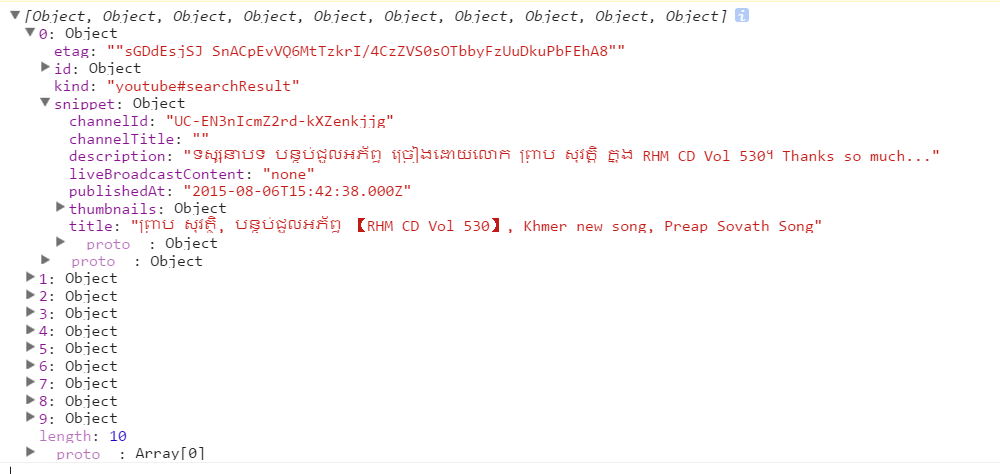 [Object, Object, Object, Object, Object, Object, Object, Object, Object, Object]
0: Object
etag: ""sGDdEsjSJ_SnACpEvVQ6MtTzkrI/4CzZVS0sOTbbyFzUuDkuPbFEhA8""
id: Object
kind: "youtube#searchResult"
snippet: Object
channelId: "UC-EN3nIcmZ2rd-kXZenkjjg"
channelTitle: ""
description: "ទស្សនាបទ បន្ទប់ជួលអភ័ព្វ ច្រៀងដោយលោក ព្រាប សុវត្ថិ ក្នុង RHM CD Vol 530។ Thanks so much..."
liveBroadcastContent: "none"
publishedAt: "2015-08-06T15:42:38.000Z"
thumbnails: Object
title: "ព្រាប សុវត្ថិ, បន្ទប់ជួលអភ័ព្វ 【RHM CD Vol 530】, Khmer new song, Preap Sovath Song"
__proto__: Object
__proto__: Object
1: Object
2: Object
3: Object
4: Object
5: Object
6: Object
7: Object
8: Object
9: Object
length: 10
__proto__: Array[0]